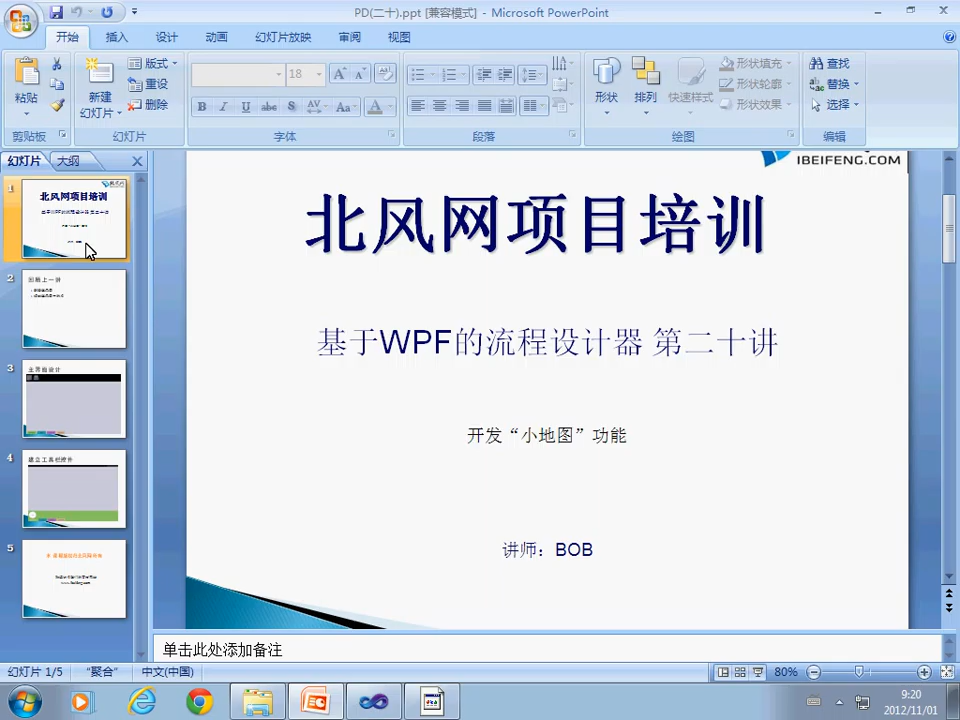 PD(二十).ppt [兼容模式] - Microsoft PowerPoint
开始 插入 设计 动画 幻灯片放映 审阅 视图
粘贴 新建 幻灯片 版式 重设 删除 18 形状 排列 快速样式 形状填充 形状轮廓 形状效果 查找 替换 选择
剪贴板 幻灯片 字体 段落 绘图 编辑
幻灯片 大纲
1
北风网项目培训
2
回顾上一讲
3
主界面设计
4
建立工具栏控件
5
IBEIFENG.COM
北风网项目培训
基于WPF的流程设计器 第二十讲
开发“小地图”功能
讲师：BOB
单击此处添加备注
幻灯片 1/5 “聚合” 中文(中国) 80%
9:20
2012/11/01